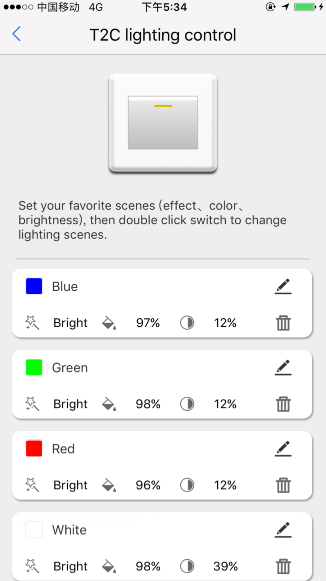 中国移动 4G 下午5:34
T2C lighting control
Set your favorite scenes (effect、color、
brightness), then double click switch to change
lighting scenes.
Blue
Bright 97% 12%
Green
Bright 98% 12%
Red
Bright 96% 12%
White
Bright 98% 39%